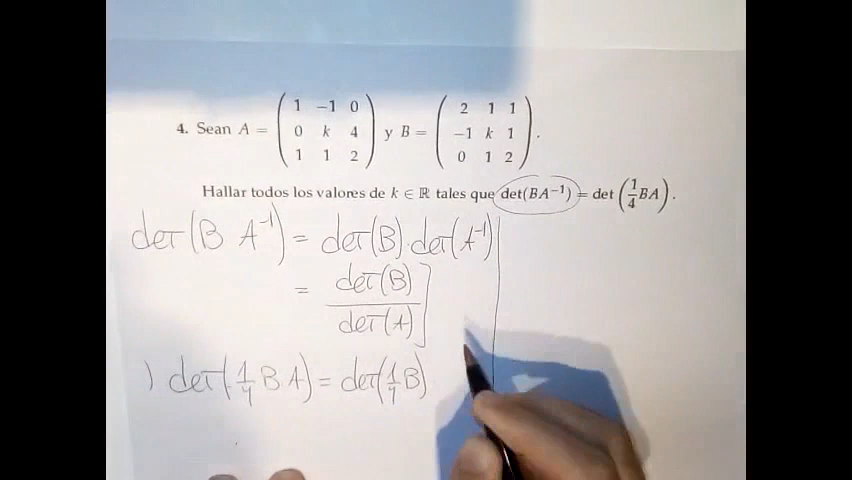 4. Sean A = ( 1 −1 0 ; 0 k 4 ; 1 1 2 ) y B = ( 2 1 1 ; −1 k 1 ; 0 1 2 ).
Hallar todos los valores de k ∈ ℝ tales que det(BA⁻¹) = det(1/4 BA).
det(B A⁻¹) = det(B).det(A⁻¹)
= det(B)/det(A)
) det(1/4 B A) = det(1/4 B)